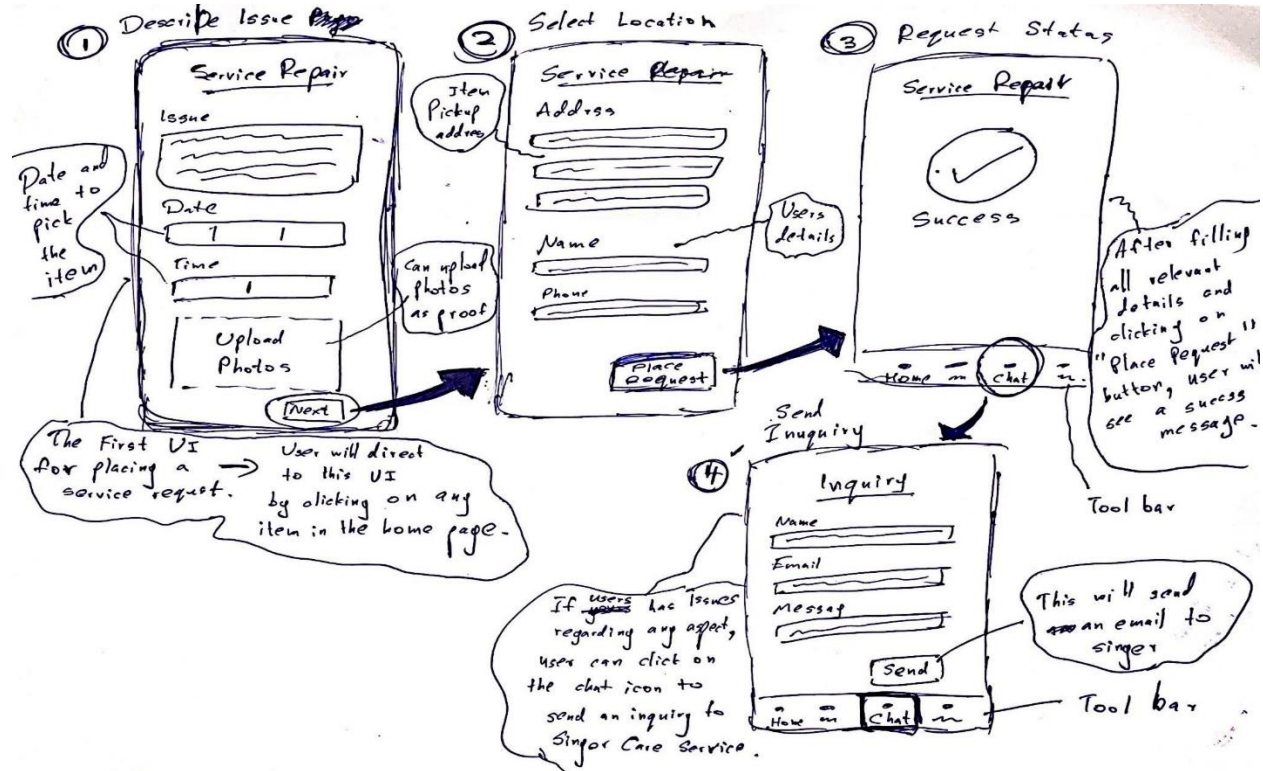 1 Describe Issue
Service Repair
Issue
Date
Time
Upload
Photos
Next
Date and
time to
pick
the
item
Can upload
photos
as proof
The First UI
for placing a
service requst.
User will direct
to this UI
by clicking on any
item in the home page.
2 Select Location
Service Repair
Address
Name
Phone
Place
Request
Item
Pickup
address
Users
details
3 Request Status
Service Repair
Success
Home
Chat
After filling
all relevant
details and
clicking on
"Place Request"
button, user wi
see a sucess
message.
Tool bar
4 Send
Inuquiry
Inquiry
Name
Email
Messag
Send
Home
Chat
If users has Issues
regarding any aspect,
user can click on
the chat icon to
send an inquiry to
Singer Care Service.
This will send
an email to
singer
Tool bar